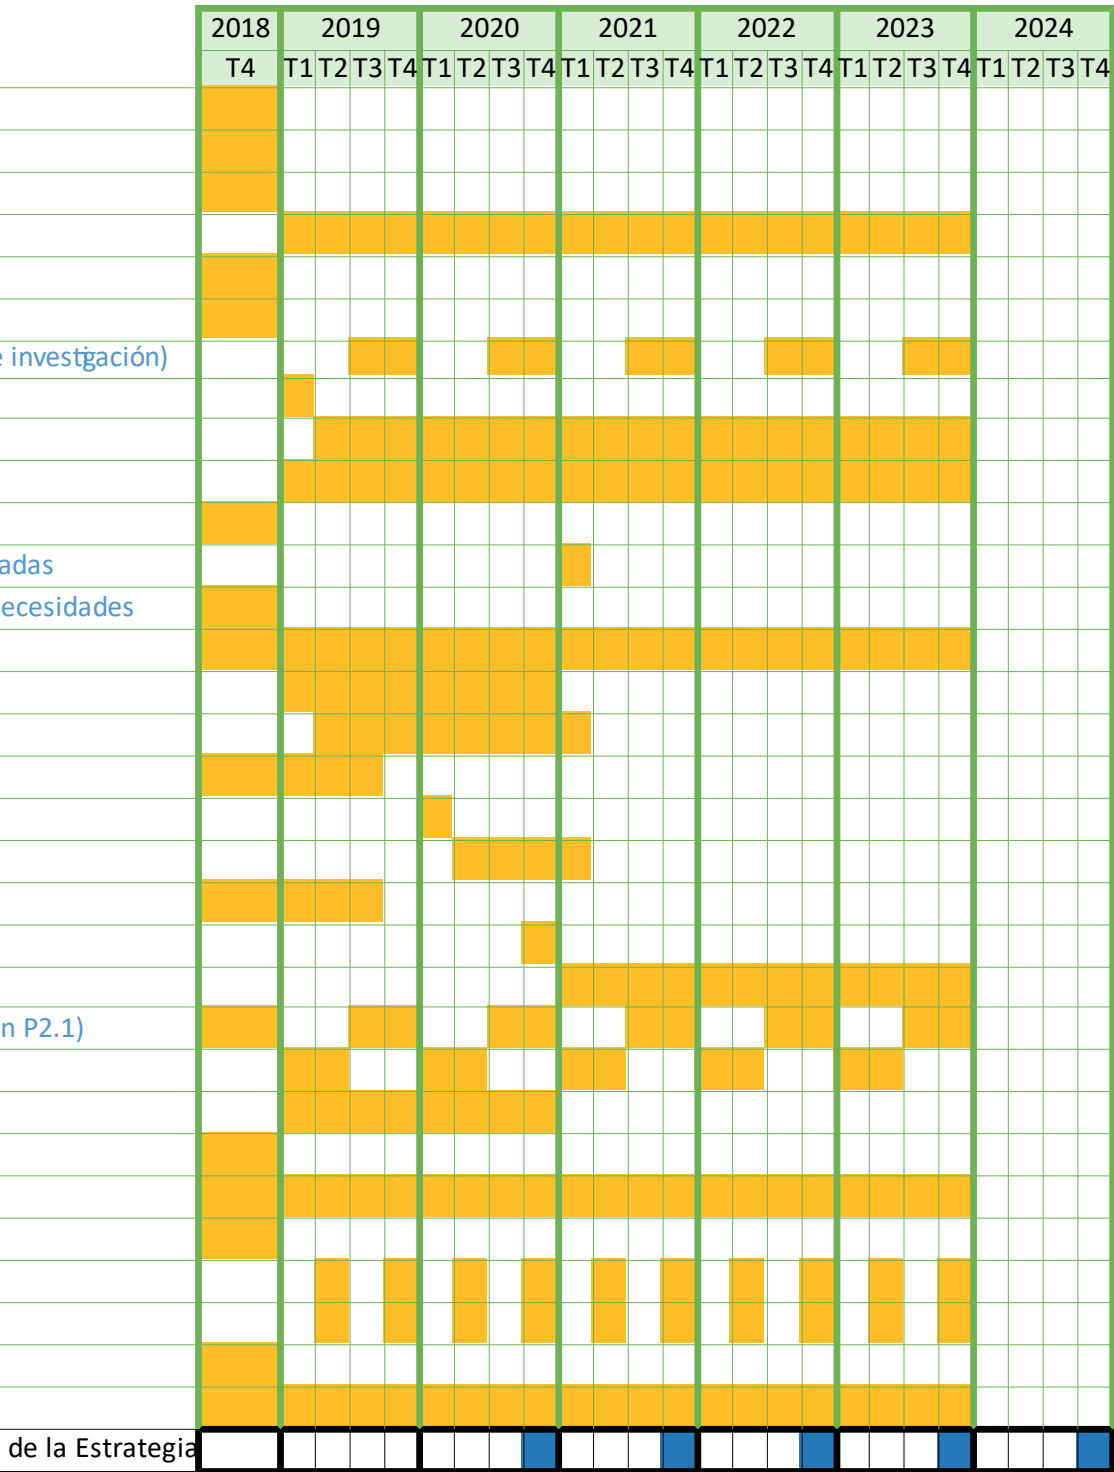 2018 2019 2020 2021 2022 2023 2024
T4 T1 T2 T3 T4 T1 T2 T3 T4 T1 T2 T3 T4 T1 T2 T3 T4 T1 T2 T3 T4 T1 T2 T3 T4
e investigación)
adas
ecesidades
n P2.1)
de la Estrategia